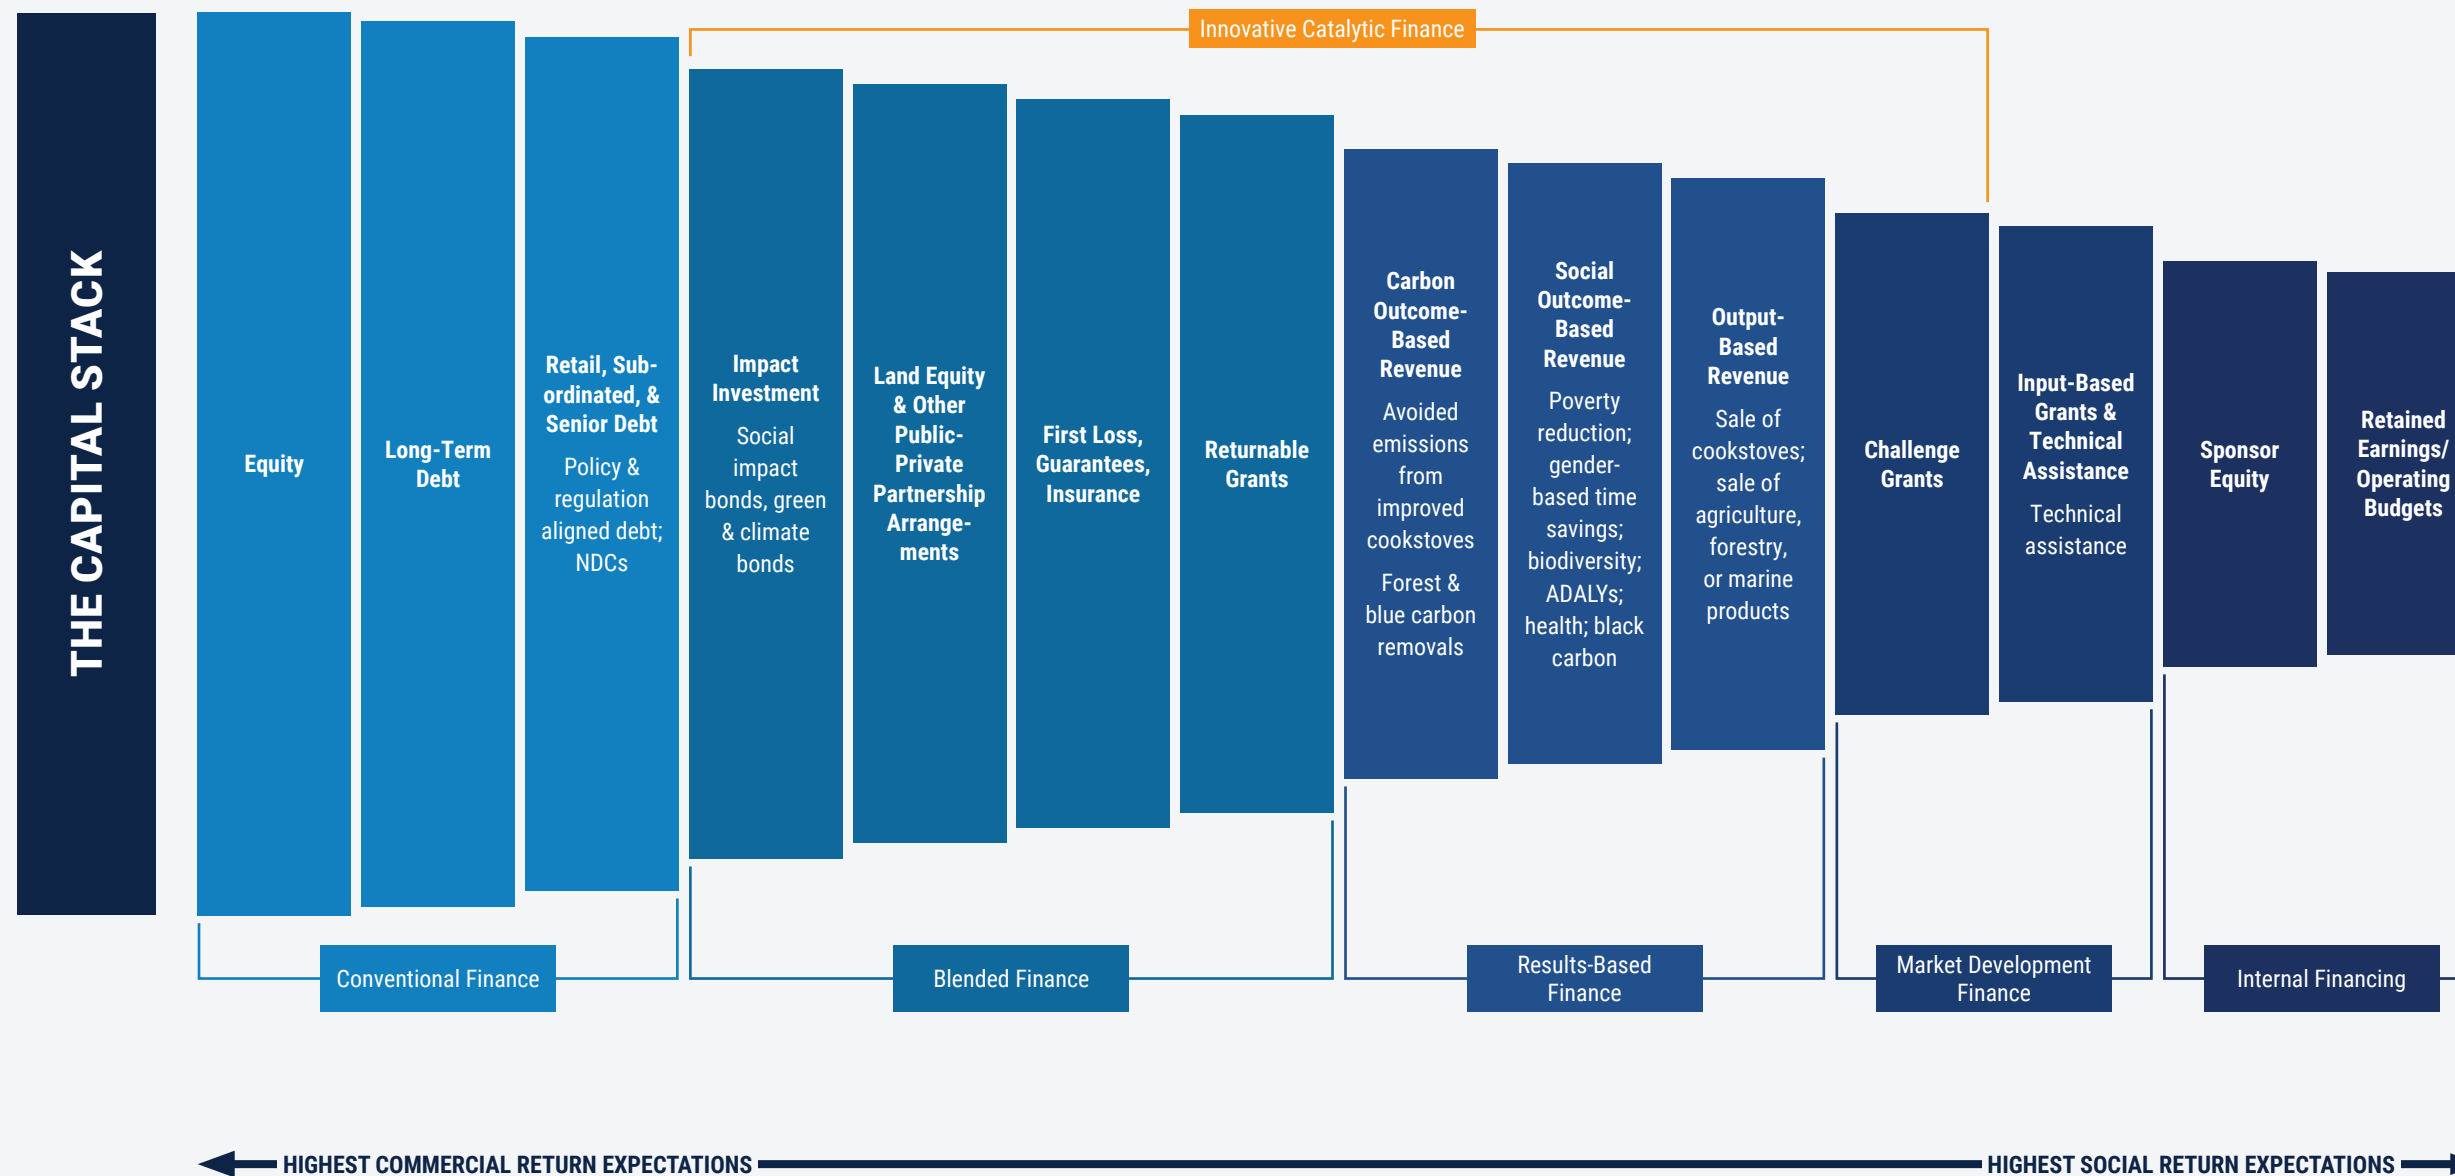 THE CAPITAL STACK
Innovative Catalytic Finance
Equity
Long-Term
Debt
Retail, Sub-
ordinated, &
Senior Debt
Policy &
regulation
aligned debt;
NDCs
Impact
Investment
Social
impact
bonds, green
& climate
bonds
Land Equity
& Other
Public-
Private
Partnership
Arrange-
ments
First Loss,
Guarantees,
Insurance
Returnable
Grants
Carbon
Outcome-
Based
Revenue
Avoided
emissions
from
improved
cookstoves
Forest &
blue carbon
removals
Social
Outcome-
Based
Revenue
Poverty
reduction;
gender-
based time
savings;
biodiversity;
ADALYs;
health; black
carbon
Output-
Based
Revenue
Sale of
cookstoves;
sale of
agriculture,
forestry,
or marine
products
Challenge
Grants
Input-Based
Grants &
Technical
Assistance
Technical
assistance
Sponsor
Equity
Retained
Earnings/
Operating
Budgets
Conventional Finance
Blended Finance
Results-Based
Finance
Market Development
Finance
Internal Financing
HIGHEST COMMERCIAL RETURN EXPECTATIONS
HIGHEST SOCIAL RETURN EXPECTATIONS